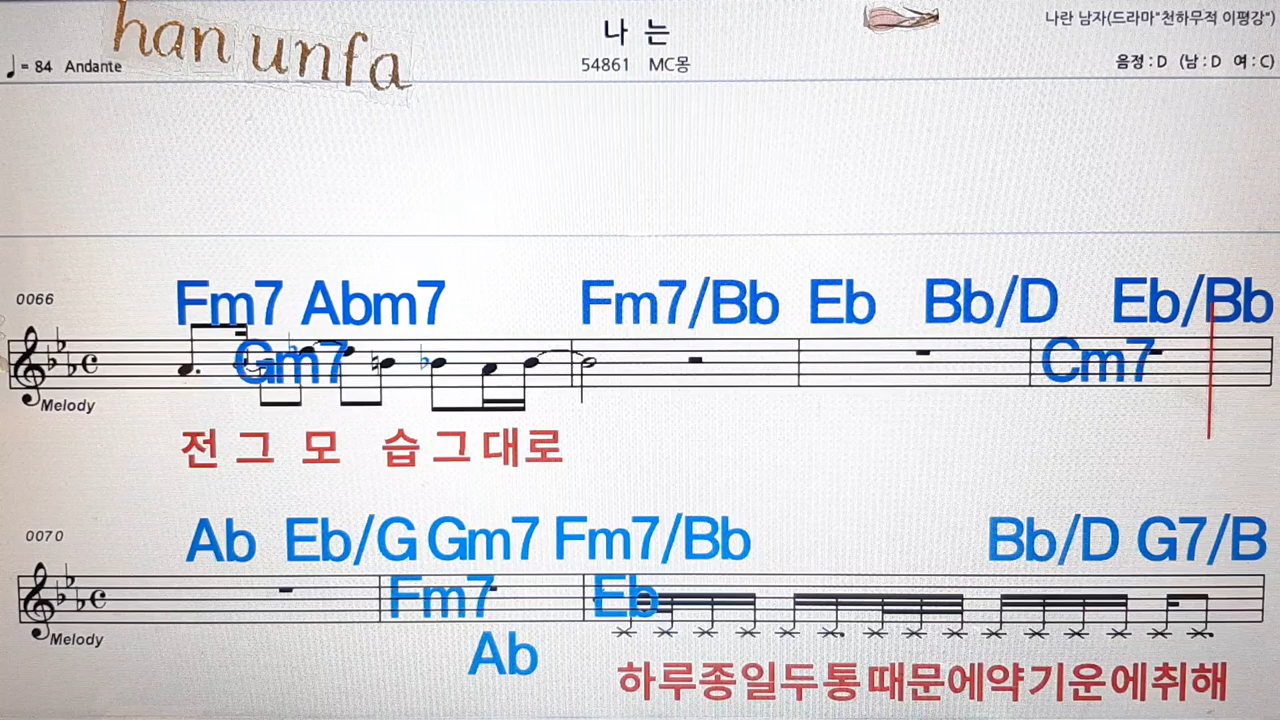 han unfa
나 는
나란 남자(드라마"천하무적 이평강")
♩= 84 Andante
54861 MC몽
음정 : D (남 : D 여 : C)
0066
Fm7 Abm7 Fm7/Bb Eb Bb/D Eb/Bb
Gm7 Cm7
Melody
전 그 모 습 그 대 로
0070
Ab Eb/G Gm7 Fm7/Bb Bb/D G7/B
Fm7 Eb
Melody
Ab
하루종일두통때문에약기운에취해